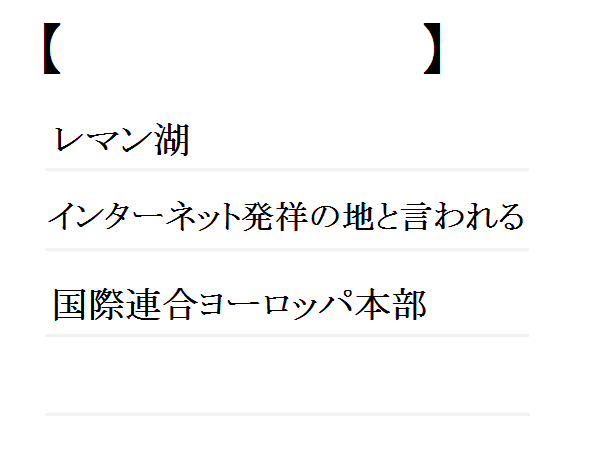 【　　　　　　　　　】
レマン湖
インターネット発祥の地と言われる
国際連合ヨーロッパ本部